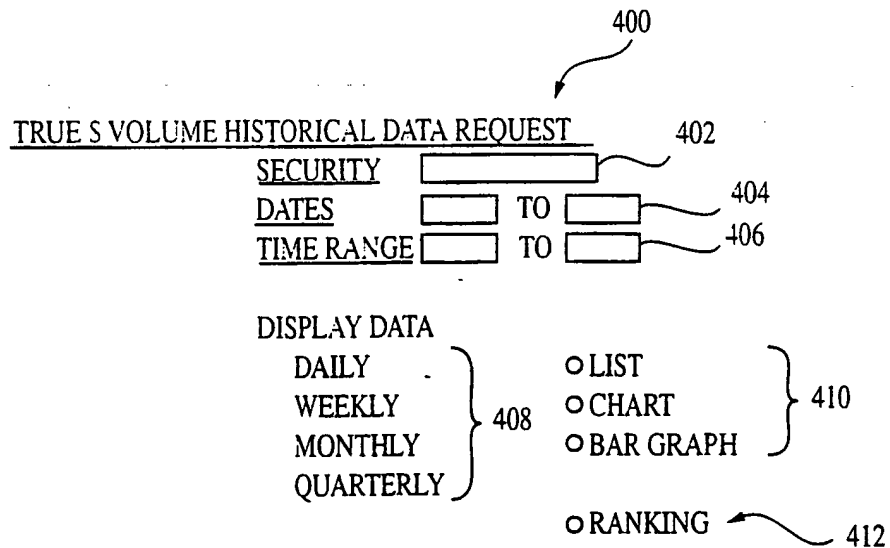 400
TRUE S VOLUME HISTORICAL DATA REQUEST
SECURITY 402
DATES TO 404
TIME RANGE TO 406
DISPLAY DATA
DAILY LIST
WEEKLY CHART
408 410
MONTHLY BAR GRAPH
QUARTERLY
RANKING 412